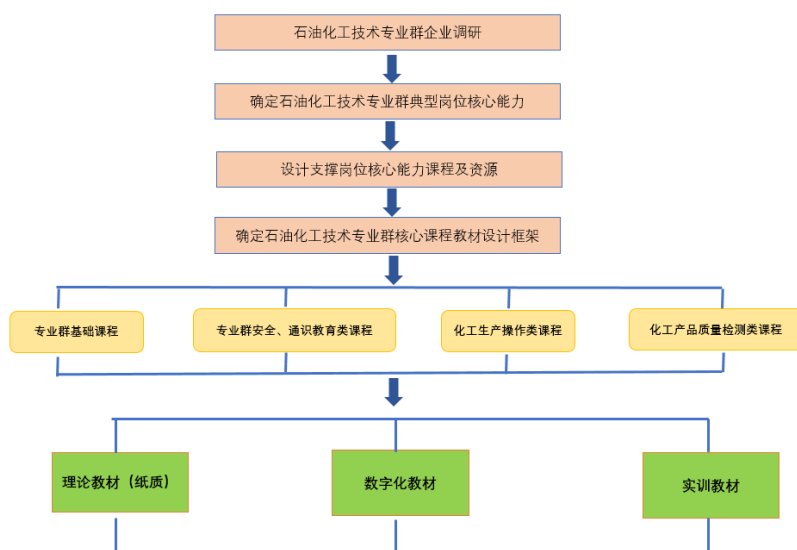 石油化工技术专业群企业调研
确定石油化工技术专业群典型岗位核心能力
设计支撑岗位核心能力课程及资源
确定石油化工技术专业群核心课程教材设计框架
专业群基础课程
专业群安全、通识教育类课程
化工生产操作类课程
化工产品质量检测类课程
理论教材（纸质）
数字化教材
实训教材